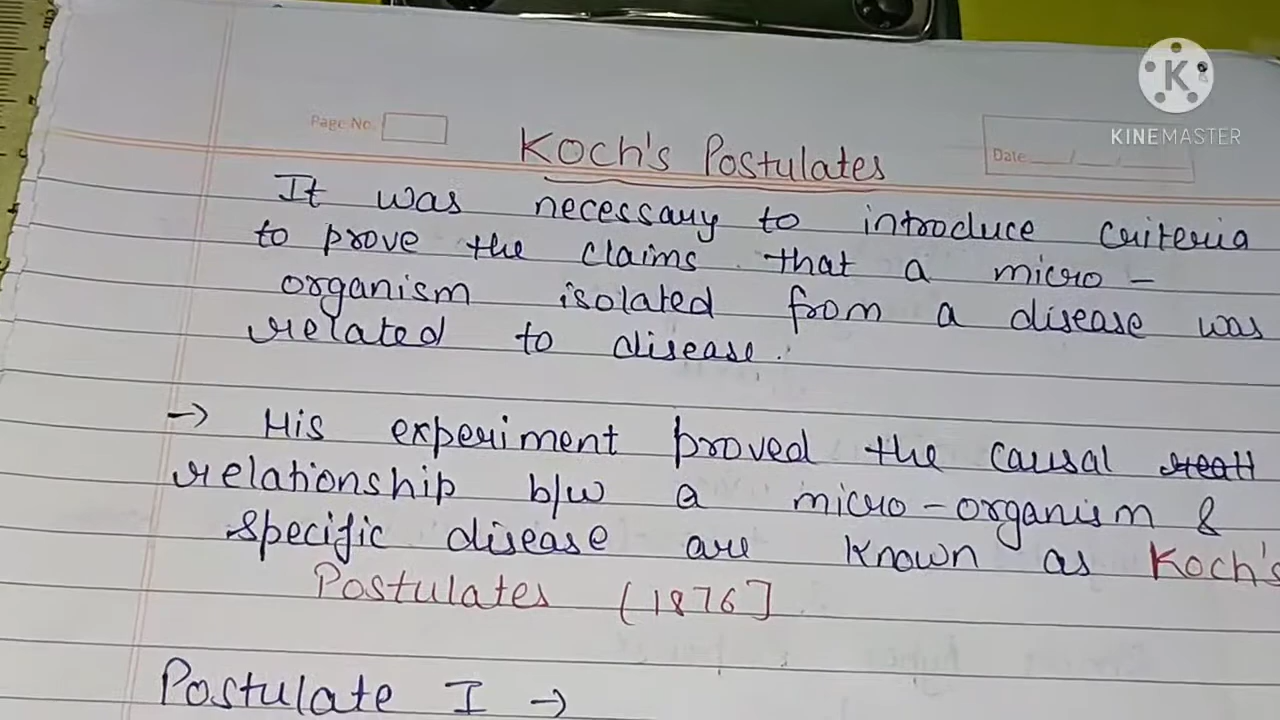 KINEMASTER
Page No.
Date
Koch's Postulates
It was necessary to introduce criteria
to prove the claims that a micro-
organism isolated from a disease was
related to disease.
→ His experiment proved the causal
relationship b/w a micro-organism &
specific disease are known as Koch's
Postulates (1876]
Postulate I →